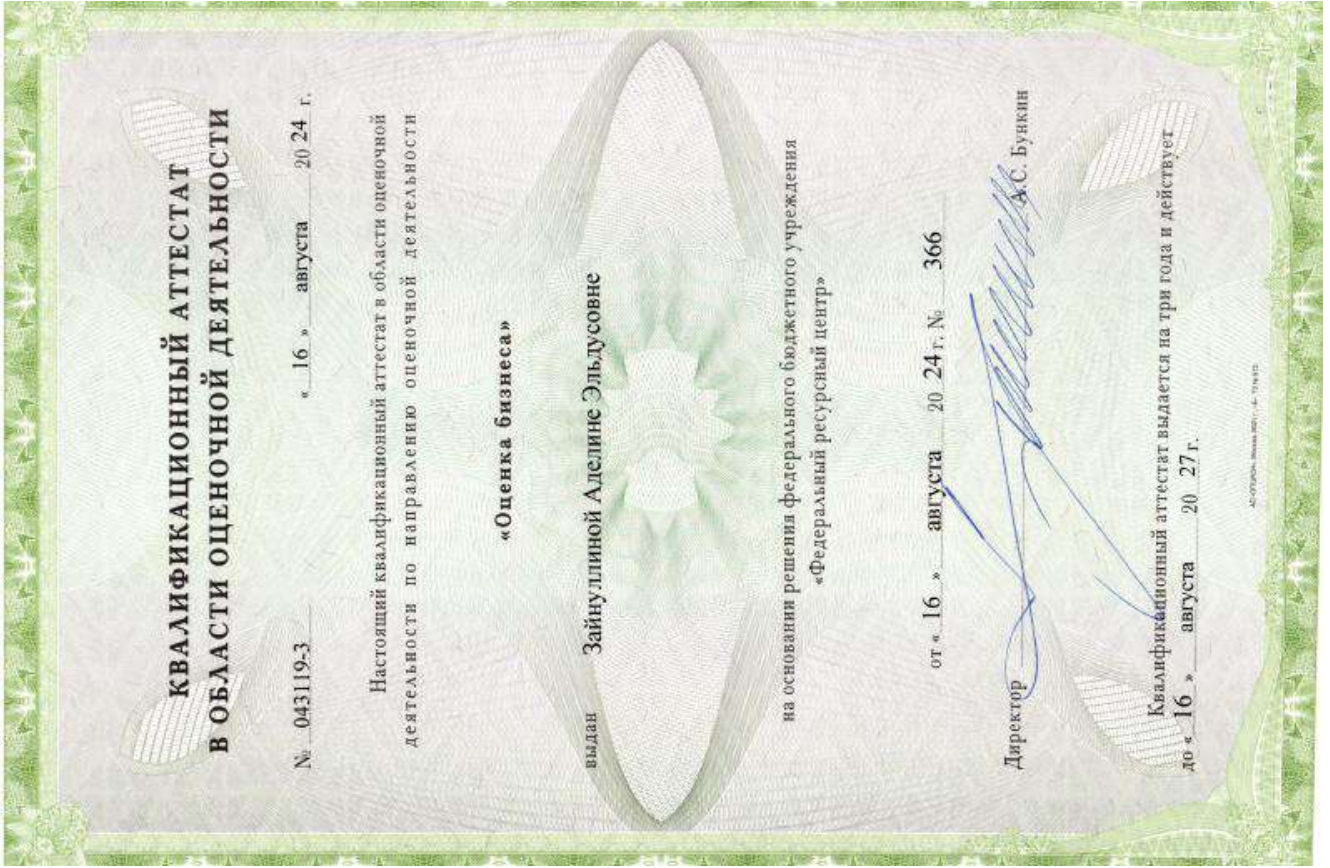 КВАЛИФИКАЦИОННЫЙ АТТЕСТАТ
В ОБЛАСТИ ОЦЕНОЧНОЙ ДЕЯТЕЛЬНОСТИ
№ 043119-3 « 16 » августа 20 24 г.
Настоящий квалификационный аттестат в области оценочной
деятельности по направлению оценочной деятельности
«Оценка бизнеса»
выдан Зайнуллиной Аделине Эльдусовне
на основании решения федерального бюджетного учреждения
«Федеральный ресурсный центр»
от « 16 » августа 20 24 г. № 366
Директор А.С. Бункин
Квалификационный аттестат выдается на три года и действует
до « 16 » августа 20 27 г.